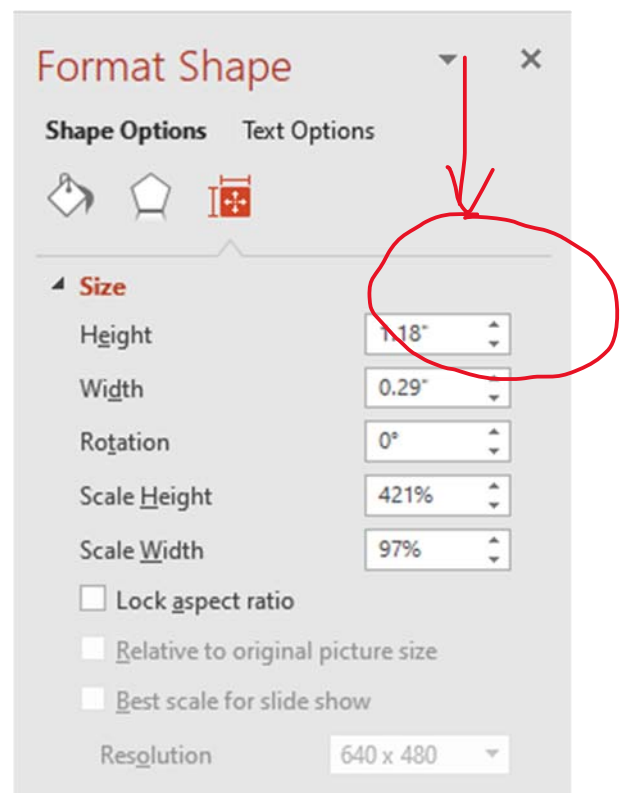 Format Shape
Shape Options Text Options
Size
Height 1.18"
Width 0.29"
Rotation 0°
Scale Height 421%
Scale Width 97%
Lock aspect ratio
Relative to original picture size
Best scale for slide show
Resolution 640 x 480